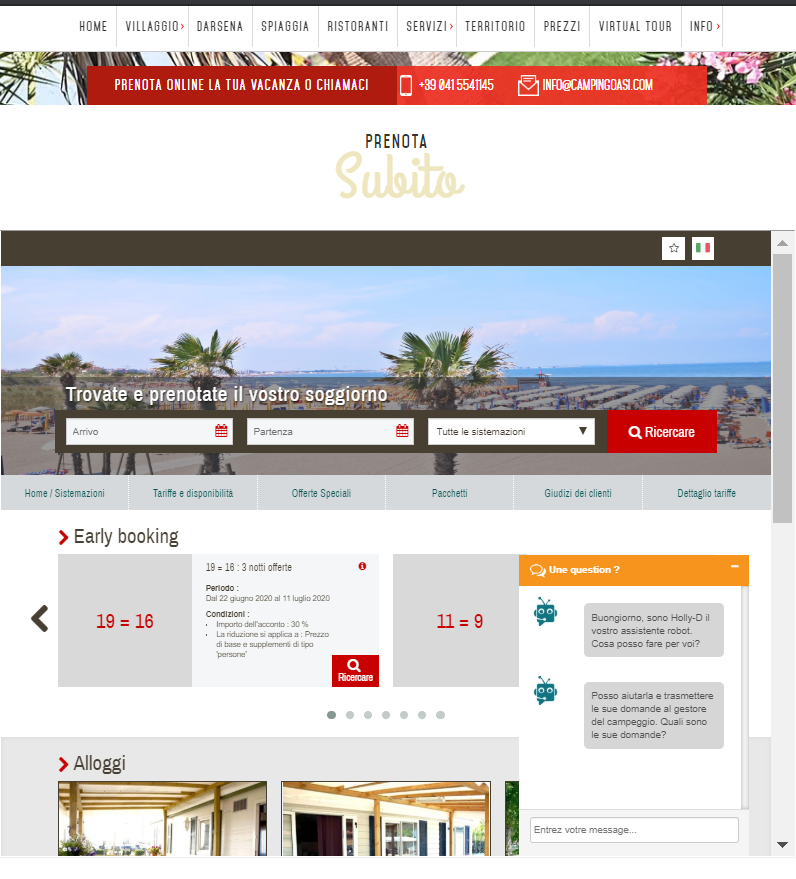 HOME VILLAGGIO DARSENA SPIAGGIA RISTORANTI SERVIZI TERRITORIO PREZZI VIRTUAL TOUR INFO
PRENOTA ONLINE LA TUA VACANZA O CHIAMACI +39 041 5541145 INFO@CAMPINGOASI.COM
PRENOTA
Subito
Trovate e prenotate il vostro soggiorno
Arrivo Partenza Tutte le sistemazioni Ricercare
Home / Sistemazioni Tariffe e disponibilità Offerte Speciali Pacchetti Giudizi dei clienti Dettaglio tariffe
Early booking
19 = 16
19 = 16 : 3 notti offerte
Periodo :
Dal 22 giugno 2020 al 11 luglio 2020
Condizioni :
Importo dell'acconto : 30 %
La riduzione si applica a : Prezzo
di base e supplementi di tipo
'persone'
Ricercare
11 = 9
Une question ?
Buongiorno, sono Holly-D il
vostro assistente robot.
Cosa posso fare per voi?
Posso aiutarla e trasmettere
le sue domande al gestore
del campeggio. Quali sono
le sue domande?
Entrez votre message...
Alloggi